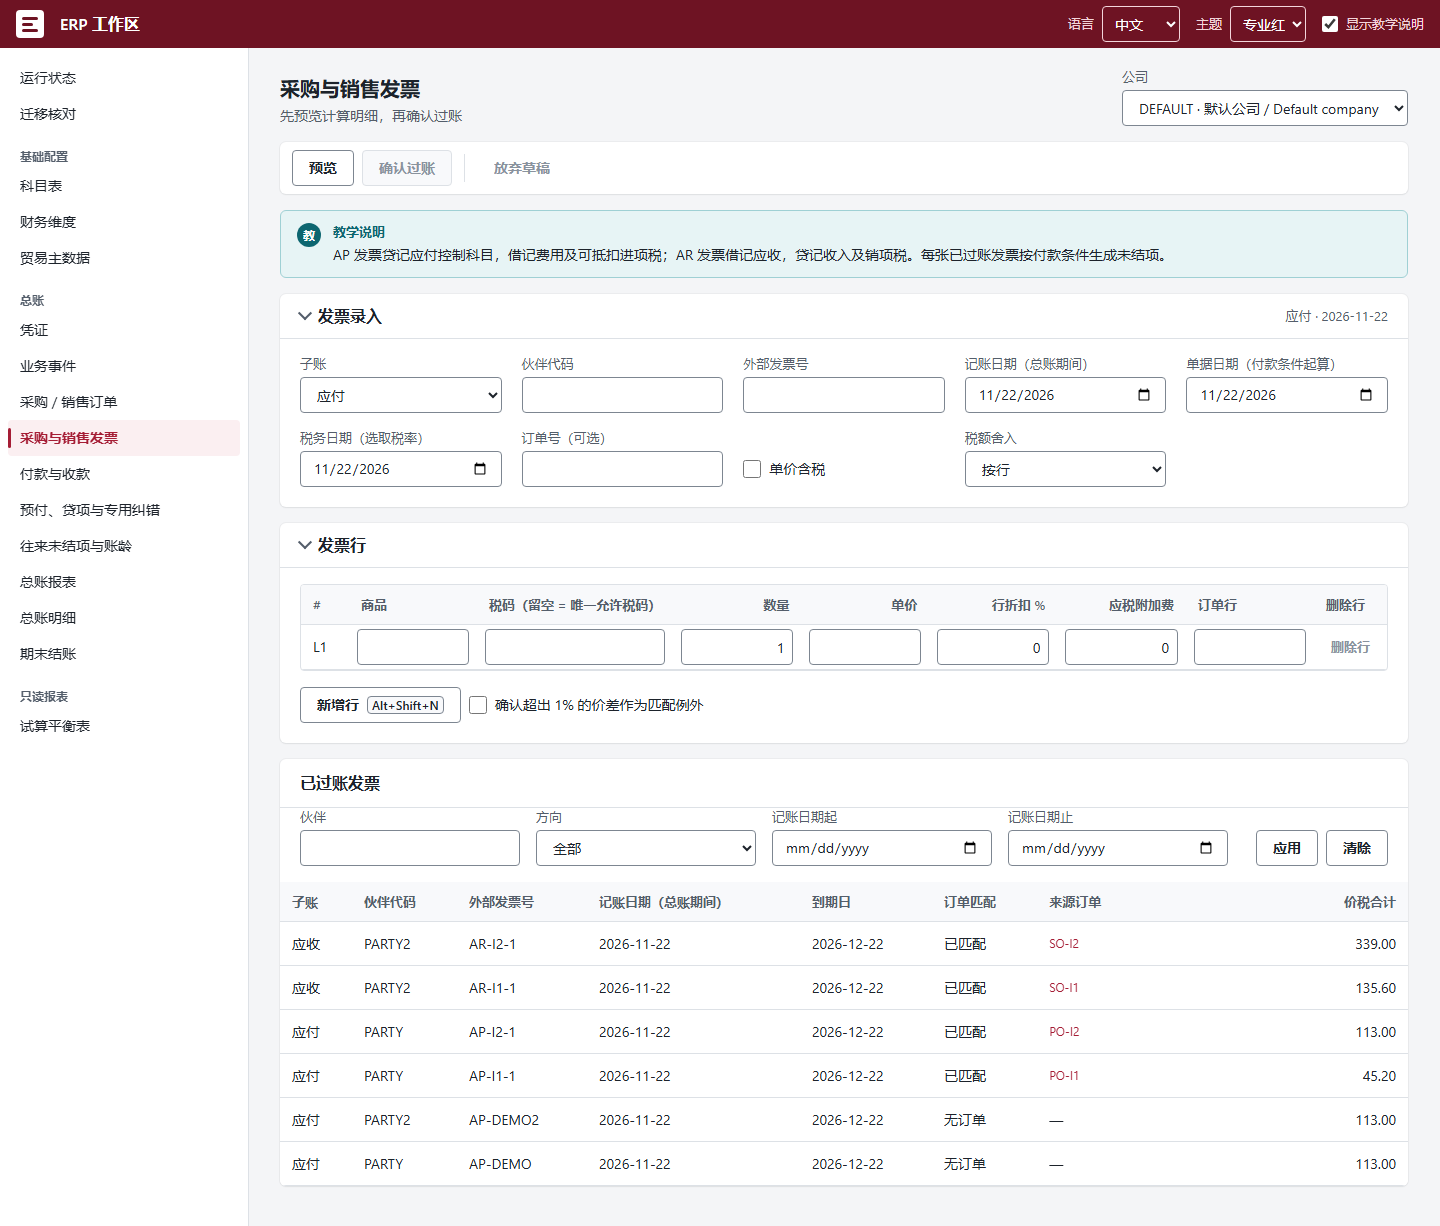 ERP 工作区
语言 中文 主题 专业红 显示教学说明
运行状态
迁移核对
基础配置
科目表
财务维度
贸易主数据
总账
凭证
业务事件
采购 / 销售订单
采购与销售发票
付款与收款
预付、贷项与专用纠错
往来未结项与账龄
总账报表
总账明细
期末结账
只读报表
试算平衡表
采购与销售发票
先预览计算明细，再确认过账
公司
DEFAULT · 默认公司 / Default company
预览 确认过账 放弃草稿
教 教学说明
AP 发票贷记应付控制科目，借记费用及可抵扣进项税；AR 发票借记应收，贷记收入及销项税。每张已过账发票按付款条件生成未结项。
发票录入 应付 · 2026-11-22
子账 伙伴代码 外部发票号 记账日期（总账期间） 单据日期（付款条件起算）
应付 11/22/2026 11/22/2026
税务日期（选取税率） 订单号（可选） 税额舍入
11/22/2026 单价含税 按行
发票行
# 商品 税码（留空 = 唯一允许税码） 数量 单价 行折扣 % 应税附加费 订单行 删除行
L1 1 0 0 删除行
新增行 Alt+Shift+N 确认超出 1% 的价差作为匹配例外
已过账发票
伙伴 方向 记账日期起 记账日期止
全部 mm/dd/yyyy mm/dd/yyyy 应用 清除
子账 伙伴代码 外部发票号 记账日期（总账期间） 到期日 订单匹配 来源订单 价税合计
应收 PARTY2 AR-I2-1 2026-11-22 2026-12-22 已匹配 SO-I2 339.00
应收 PARTY2 AR-I1-1 2026-11-22 2026-12-22 已匹配 SO-I1 135.60
应付 PARTY AP-I2-1 2026-11-22 2026-12-22 已匹配 PO-I2 113.00
应付 PARTY AP-I1-1 2026-11-22 2026-12-22 已匹配 PO-I1 45.20
应付 PARTY2 AP-DEMO2 2026-11-22 2026-12-22 无订单 — 113.00
应付 PARTY AP-DEMO 2026-11-22 2026-12-22 无订单 — 113.00